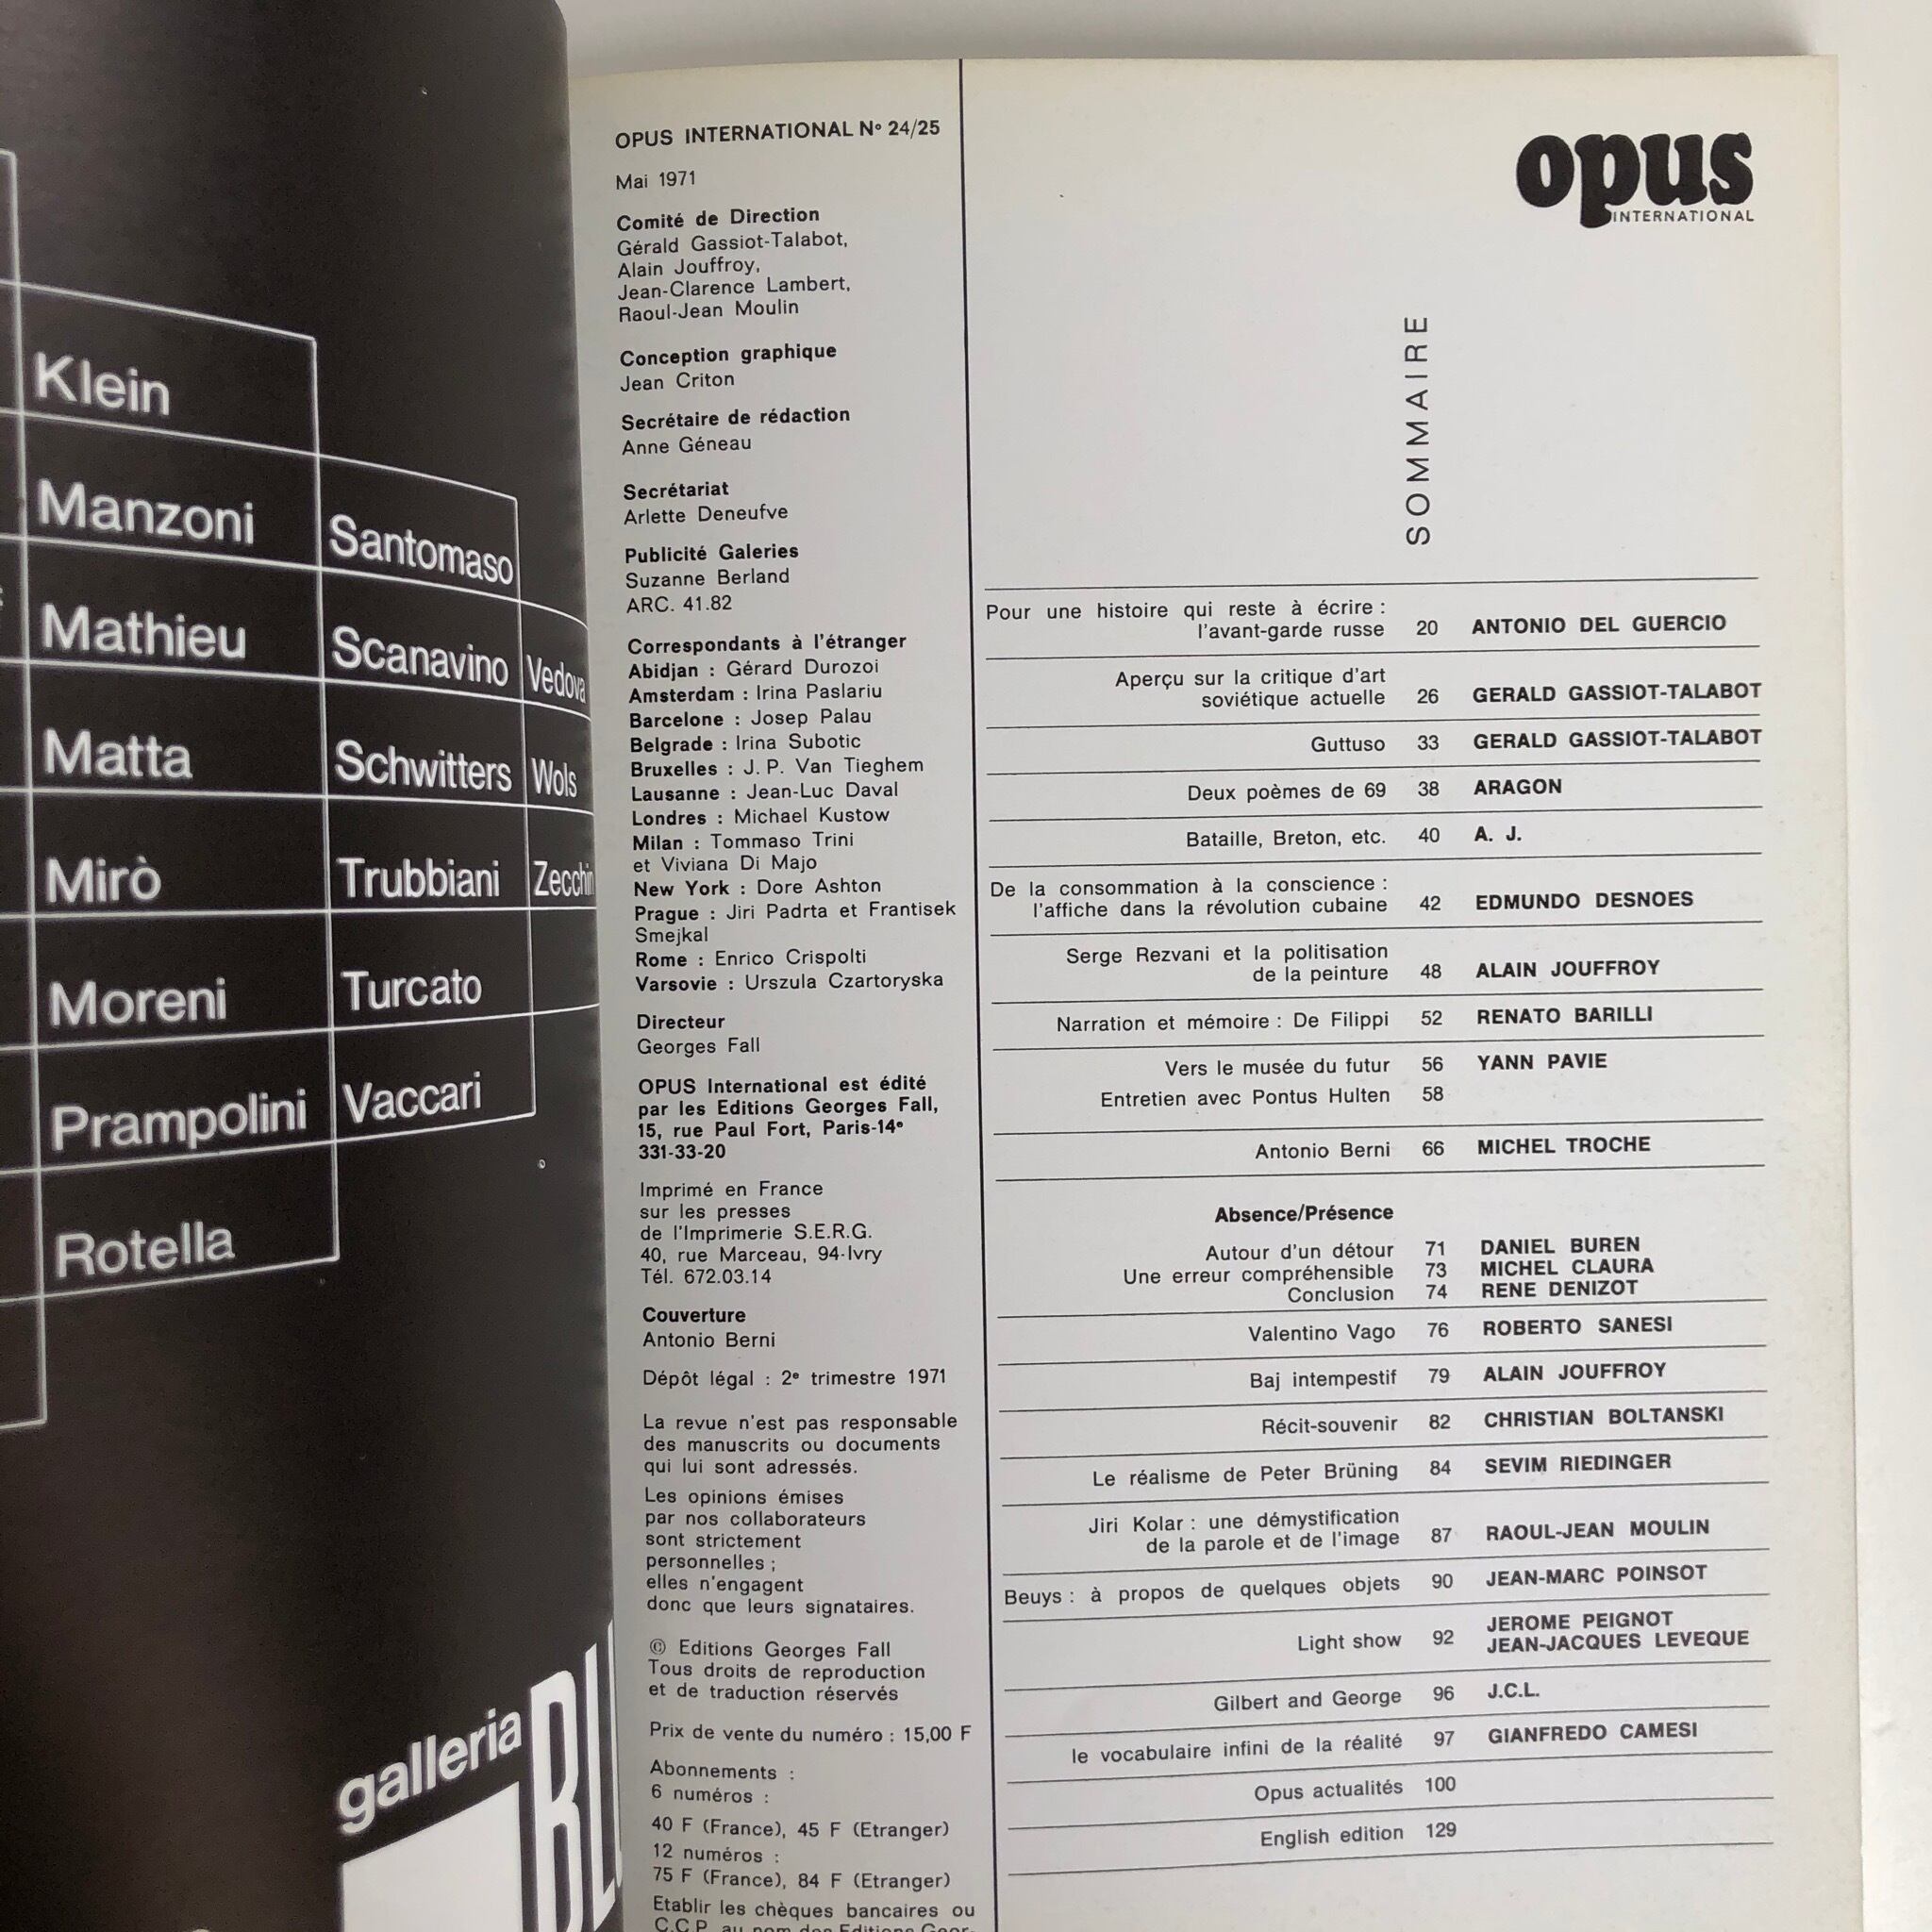 Klein
Manzoni
Santomaso
Mathieu
Scanavino
Vedova
Matta
Schwitters
Wols
Mirò
Trubbiani
Moreni
Turcato
Prampolini
Vaccari
Rotella
galleria
OPUS INTERNATIONAL N° 24/25
Mai 1971
Comité de Direction
Gérald Gassiot-Talabot,
Alain Jouffroy,
Jean-Clarence Lambert,
Raoul-Jean Moulin
Conception graphique
Jean Criton
Secrétaire de rédaction
Anne Géneau
Secrétariat
Arlette Deneufve
Publicité Galeries
Suzanne Berland
ARC. 41.82
Correspondants à l'étranger
Abidjan : Gérard Durozoi
Amsterdam : Irina Paslariu
Barcelone : Josep Palau
Belgrade : Irina Subotic
Bruxelles : J. P. Van Tieghem
Lausanne : Jean-Luc Daval
Londres : Michael Kustow
Milan : Tommaso Trini
et Viviana Di Majo
New York : Dore Ashton
Prague : Jiri Padrta et Frantisek
Smejkal
Rome : Enrico Crispolti
Varsovie : Urszula Czartoryska
Directeur
Georges Fall
OPUS International est édité
par les Editions Georges Fall,
15, rue Paul Fort, Paris-14e
331-33-20
Imprimé en France
sur les presses
de l'Imprimerie S.E.R.G.
40, rue Marceau, 94-Ivry
Tél. 672.03.14
Couverture
Antonio Berni
Dépôt légal : 2e trimestre 1971
La revue n'est pas responsable
des manuscrits ou documents
qui lui sont adressés.
Les opinions émises
par nos collaborateurs
sont strictement
personnelles ;
elles n'engagent
donc que leurs signataires.
© Editions Georges Fall
Tous droits de reproduction
et de traduction réservés
Prix de vente du numéro : 15,00 F
Abonnements :
6 numéros :
40 F (France), 45 F (Etranger)
12 numéros :
75 F (France), 84 F (Etranger)
Etablir les chèques bancaires ou
C.C.P. au nom des Editions Geor-
opus
INTERNATIONAL
SOMMAIRE
Pour une histoire qui reste à écrire :
l'avant-garde russe 20 ANTONIO DEL GUERCIO
Aperçu sur la critique d'art
soviétique actuelle 26 GERALD GASSIOT-TALABOT
Guttuso 33 GERALD GASSIOT-TALABOT
Deux poèmes de 69 38 ARAGON
Bataille, Breton, etc. 40 A. J.
De la consommation à la conscience :
l'affiche dans la révolution cubaine 42 EDMUNDO DESNOES
Serge Rezvani et la politisation
de la peinture 48 ALAIN JOUFFROY
Narration et mémoire : De Filippi 52 RENATO BARILLI
Vers le musée du futur 56 YANN PAVIE
Entretien avec Pontus Hulten 58
Antonio Berni 66 MICHEL TROCHE
Absence/Présence
Autour d'un détour 71 DANIEL BUREN
Une erreur compréhensible 73 MICHEL CLAURA
Conclusion 74 RENE DENIZOT
Valentino Vago 76 ROBERTO SANESI
Baj intempestif 79 ALAIN JOUFFROY
Récit-souvenir 82 CHRISTIAN BOLTANSKI
Le réalisme de Peter Brüning 84 SEVIM RIEDINGER
Jiri Kolar : une démystification
de la parole et de l'image 87 RAOUL-JEAN MOULIN
Beuys : à propos de quelques objets 90 JEAN-MARC POINSOT
JEROME PEIGNOT
Light show 92 JEAN-JACQUES LEVEQUE
Gilbert and George 96 J.C.L.
le vocabulaire infini de la réalité 97 GIANFREDO CAMESI
Opus actualités 100
English edition 129